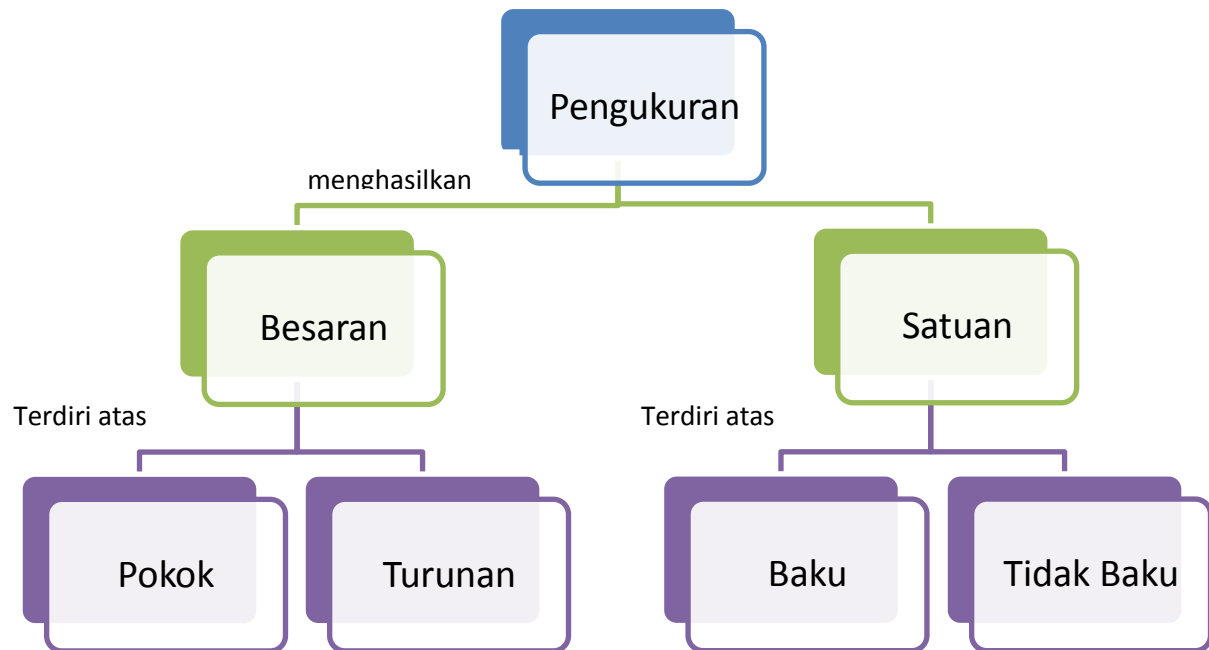 Pengukuran
menghasilkan
Besaran
Satuan
Terdiri atas
Terdiri atas
Pokok
Turunan
Baku
Tidak Baku